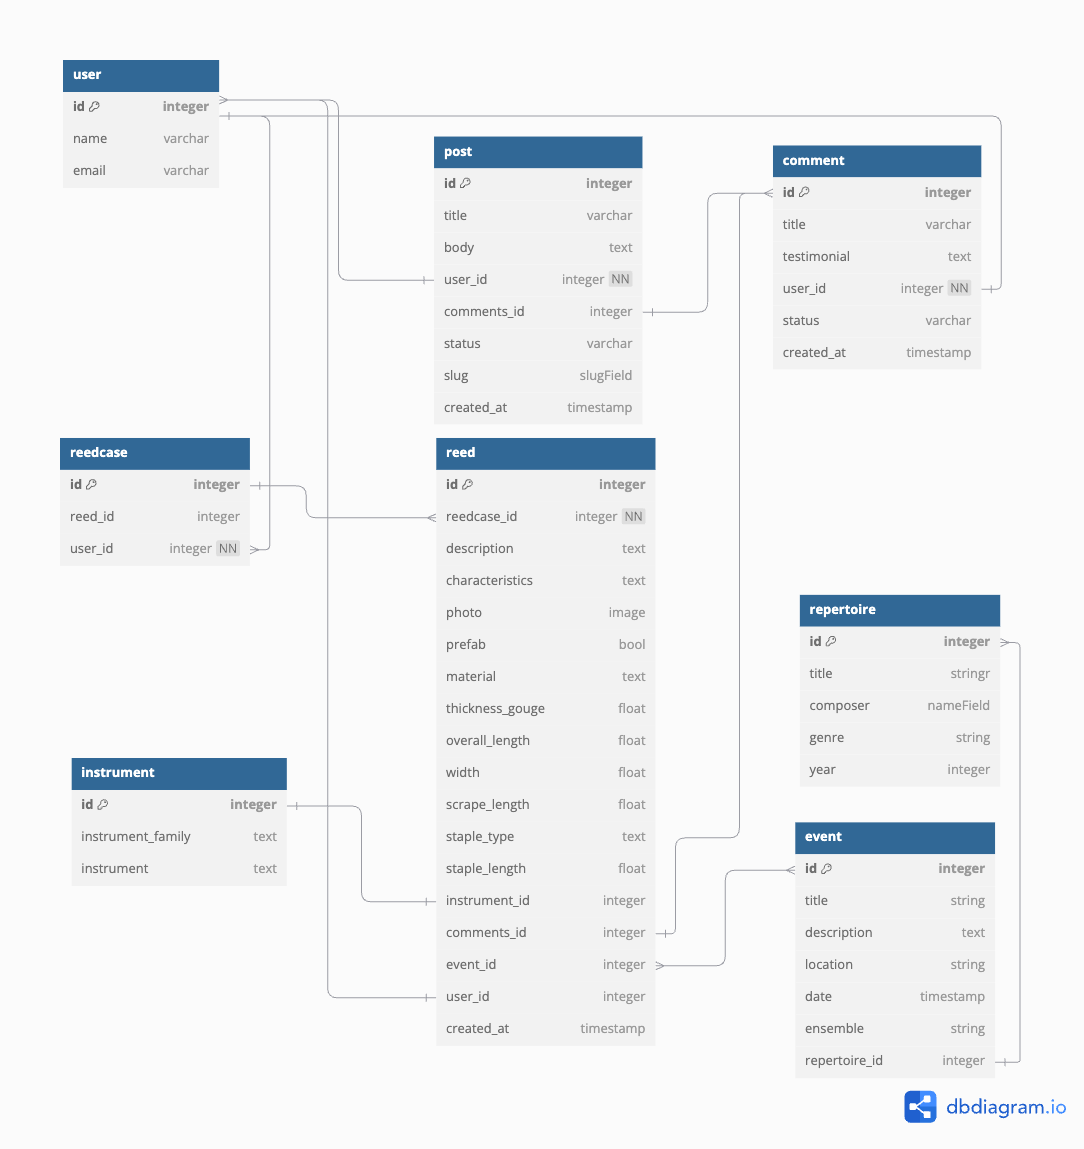 user
id integer
name varchar
email varchar
post
id integer
title varchar
body text
user_id integer NN
comments_id integer
status varchar
slug slugField
created_at timestamp
comment
id integer
title varchar
testimonial text
user_id integer NN
status varchar
created_at timestamp
reedcase
id integer
reed_id integer
user_id integer NN
reed
id integer
reedcase_id integer NN
description text
characteristics text
photo image
prefab bool
material text
thickness_gouge float
overall_length float
width float
scrape_length float
staple_type text
staple_length float
instrument_id integer
comments_id integer
event_id integer
user_id integer
created_at timestamp
repertoire
id integer
title stringr
composer nameField
genre string
year integer
instrument
id integer
instrument_family text
instrument text
event
id integer
title string
description text
location string
date timestamp
ensemble string
repertoire_id integer
dbdiagram.io